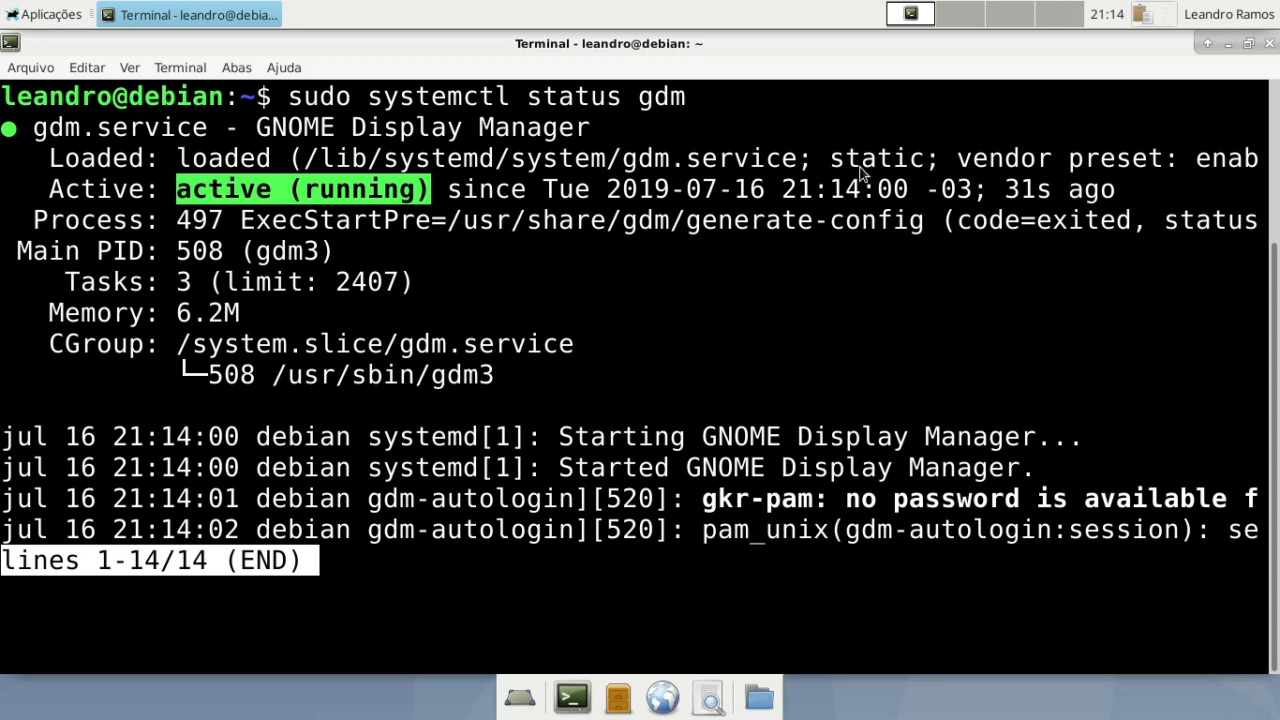 Aplicações
Terminal - leandro@debia...
21:14
Leandro Ramos
Terminal - leandro@debian: ~
Arquivo Editar Ver Terminal Abas Ajuda
leandro@debian:~$ sudo systemctl status gdm
● gdm.service - GNOME Display Manager
Loaded: loaded (/lib/systemd/system/gdm.service; static; vendor preset: enab
Active: active (running) since Tue 2019-07-16 21:14:00 -03; 31s ago
Process: 497 ExecStartPre=/usr/share/gdm/generate-config (code=exited, status
Main PID: 508 (gdm3)
Tasks: 3 (limit: 2407)
Memory: 6.2M
CGroup: /system.slice/gdm.service
└─508 /usr/sbin/gdm3
jul 16 21:14:00 debian systemd[1]: Starting GNOME Display Manager...
jul 16 21:14:00 debian systemd[1]: Started GNOME Display Manager.
jul 16 21:14:01 debian gdm-autologin][520]: gkr-pam: no password is available f
jul 16 21:14:02 debian gdm-autologin][520]: pam_unix(gdm-autologin:session): se
lines 1-14/14 (END)